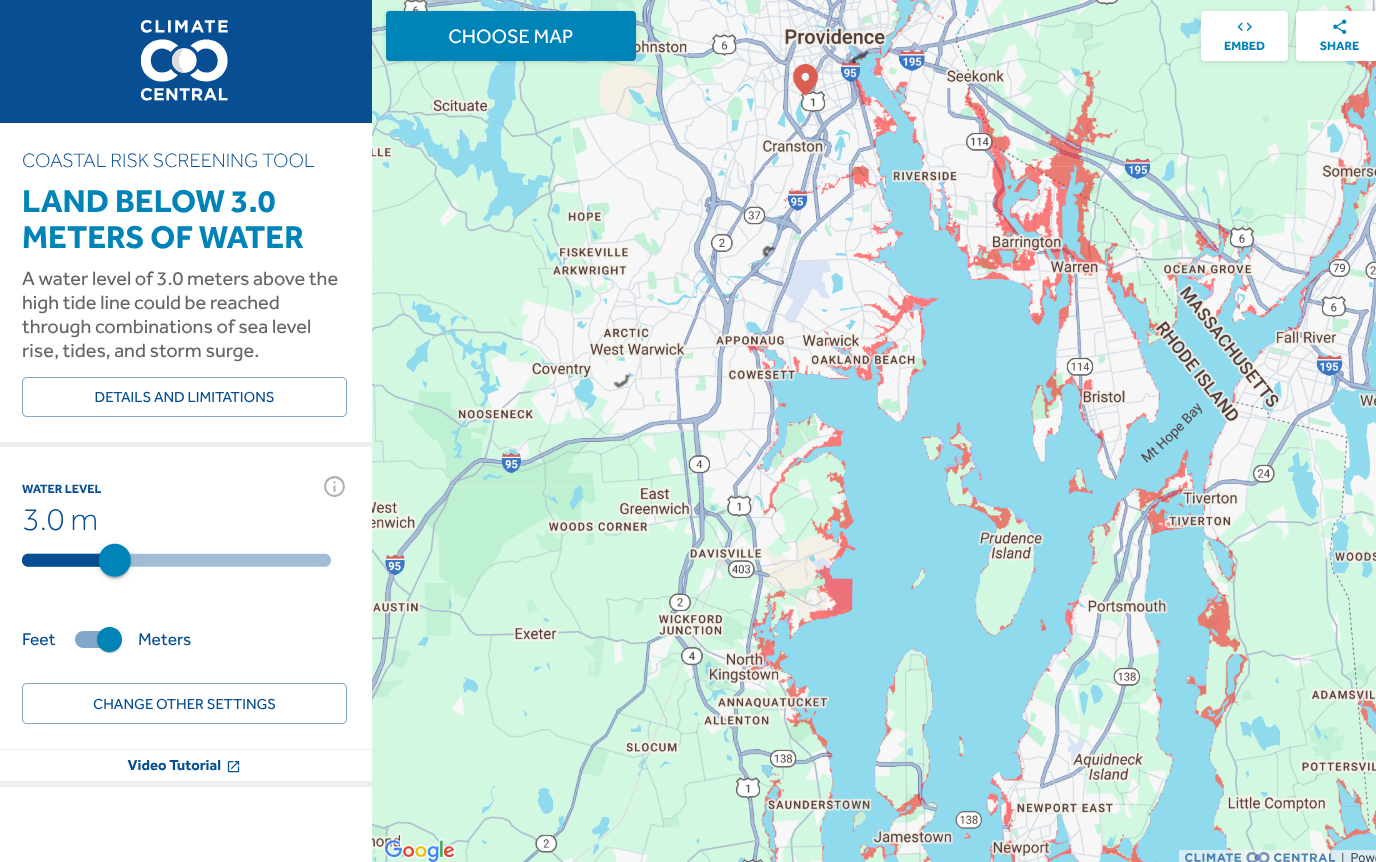 CLIMATE
CENTRAL
COASTAL RISK SCREENING TOOL
LAND BELOW 3.0
METERS OF WATER
A water level of 3.0 meters above the
high tide line could be reached
through combinations of sea level
rise, tides, and storm surge.
DETAILS AND LIMITATIONS
WATER LEVEL
3.0 m
Feet
Meters
CHANGE OTHER SETTINGS
Video Tutorial
CHOOSE MAP
EMBED
SHARE
6
ohnston
6
Providence
95
195
Seekonk
Scituate
1
LLE
Cranston
114
195
Somers
RIVERSIDE
95
HOPE
37
2
Barrington
6
FISKEVILLE
ARKWRIGHT
Warren
OCEAN GROVE
79
2
MASSACHUSETTS
RHODE ISLAND
6
ARCTIC
West Warwick
APPONAUG
Warwick
OAKLAND BEACH
Fall River
Coventry
COWESETT
114
195
Bristol
We
NOOSENECK
Mt Hope Bay
95
4
24
East
Greenwich
1
Tiverton
TIVERTON
West
enwich
WOODS CORNER
Prudence
Island
DAVISVILLE
403
95
WOODS
AUSTIN
2
WICKFORD
JUNCTION
Portsmouth
Exeter
4
North
Kingstown
138
ANNAQUATUCKET
ALLENTON
ADAMSVIL
SLOCUM
138
Aquidneck
Island
POTTERSVIL
1
SAUNDERSTOWN
NEWPORT EAST
Little Compton
138
2
Jamestown
Newport
mond
Google
CLIMATE CENTRAL | Powe